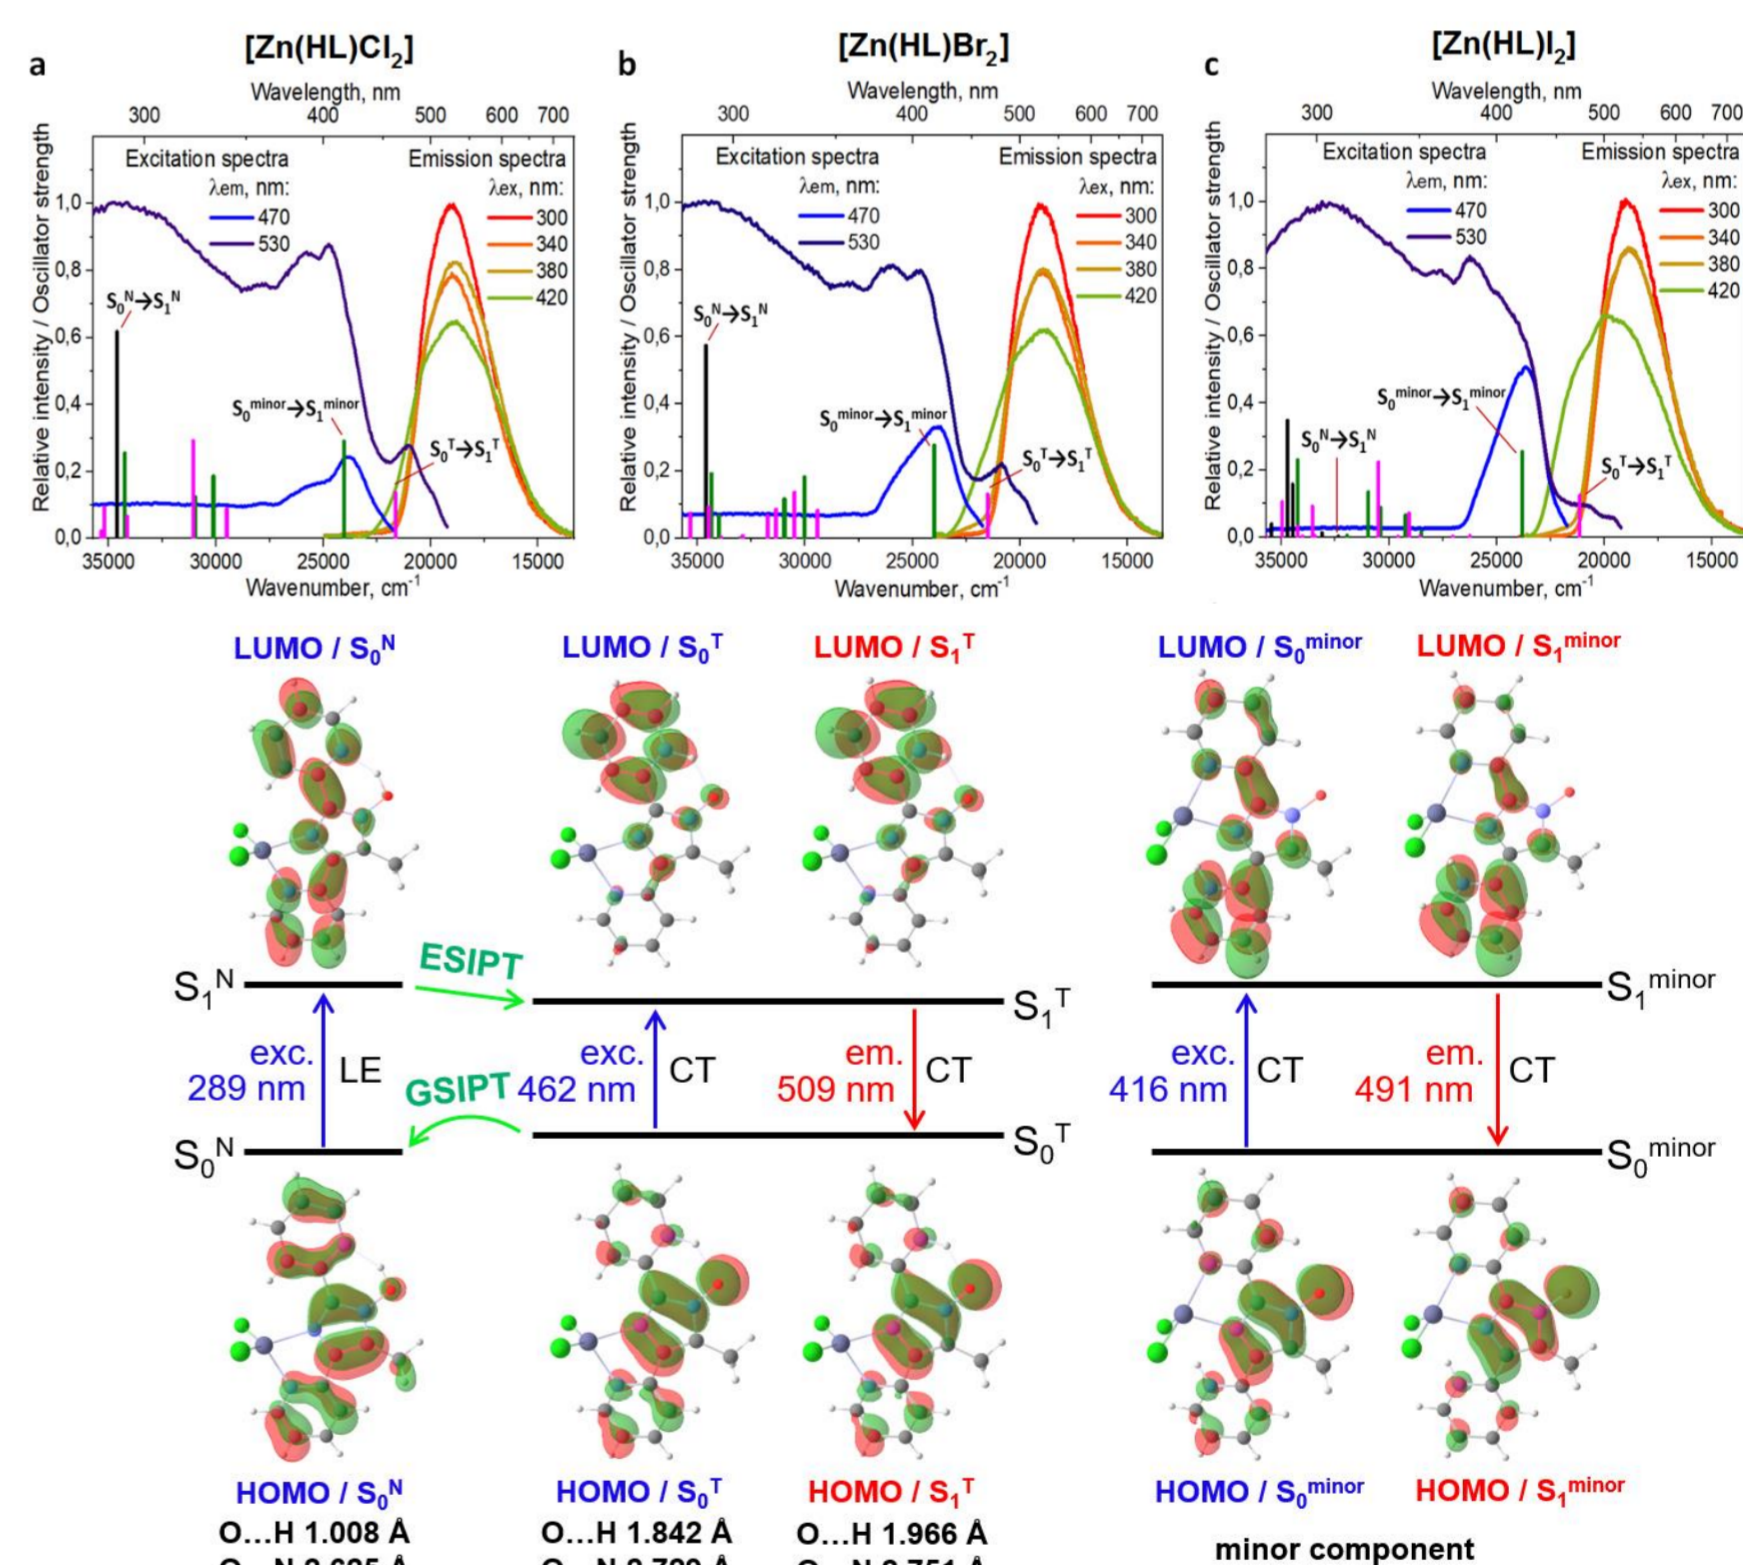 a
[Zn(HL)Cl₂]
Wavelength, nm
300 400 500 600 700
Relative intensity / Oscillator strength
Excitation spectra
λem, nm:
470
530
Emission spectra
λex, nm:
300
340
380
420
1,0
0,8
0,6
0,4
0,2
0,0
S₀ᴺ→S₁ᴺ
S₀ᵐⁱⁿᵒʳ→S₁ᵐⁱⁿᵒʳ
S₀ᵀ→S₁ᵀ
35000 30000 25000 20000 15000
Wavenumber, cm⁻¹
b
[Zn(HL)Br₂]
Wavelength, nm
300 400 500 600 700
Relative intensity / Oscillator strength
Excitation spectra
λem, nm:
470
530
Emission spectra
λex, nm:
300
340
380
420
1,0
0,8
0,6
0,4
0,2
0,0
S₀ᴺ→S₁ᴺ
S₀ᵐⁱⁿᵒʳ→S₁ᵐⁱⁿᵒʳ
S₀ᵀ→S₁ᵀ
35000 30000 25000 20000 15000
Wavenumber, cm⁻¹
c
[Zn(HL)I₂]
Wavelength, nm
300 400 500 600 700
Relative intensity / Oscillator strength
Excitation spectra
λem, nm:
470
530
Emission spectra
λex, nm:
300
340
380
420
1,0
0,8
0,6
0,4
0,2
0,0
S₀ᵐⁱⁿᵒʳ→S₁ᵐⁱⁿᵒʳ
S₀ᴺ→S₁ᴺ
S₀ᵀ→S₁ᵀ
35000 30000 25000 20000 15000
Wavenumber, cm⁻¹
LUMO / S₀ᴺ
LUMO / S₀ᵀ
LUMO / S₁ᵀ
LUMO / S₀ᵐⁱⁿᵒʳ
LUMO / S₁ᵐⁱⁿᵒʳ
S₁ᴺ
ESIPT
S₁ᵀ
S₁ᵐⁱⁿᵒʳ
exc.
289 nm
LE
GSIPT
exc.
462 nm
CT
em.
509 nm
CT
exc.
416 nm
CT
em.
491 nm
CT
S₀ᴺ
S₀ᵀ
S₀ᵐⁱⁿᵒʳ
HOMO / S₀ᴺ
HOMO / S₀ᵀ
HOMO / S₁ᵀ
HOMO / S₀ᵐⁱⁿᵒʳ
HOMO / S₁ᵐⁱⁿᵒʳ
O…H 1.008 Å
O…H 1.842 Å
O…H 1.966 Å
minor component